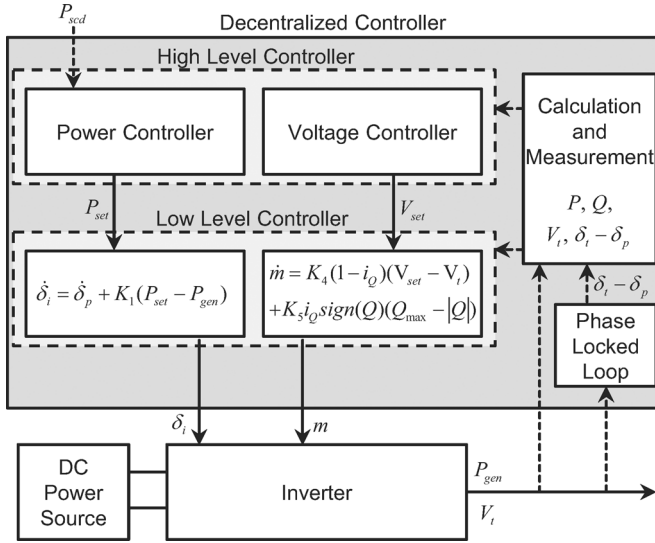 P_scd
Decentralized Controller
High Level Controller
Power Controller
Voltage Controller
Calculation
and
Measurement
P, Q,
V_t, δ_t − δ_p
P_set
V_set
Low Level Controller
δ̇_i = δ̇_p + K_1(P_set − P_gen)
ṁ = K_4(1−i_Q)(V_set − V_t)
+K_5 i_Q sign(Q)(Q_max − |Q|)
δ_t − δ_p
Phase
Locked
Loop
δ_i
m
DC
Power
Source
Inverter
P_gen
V_t